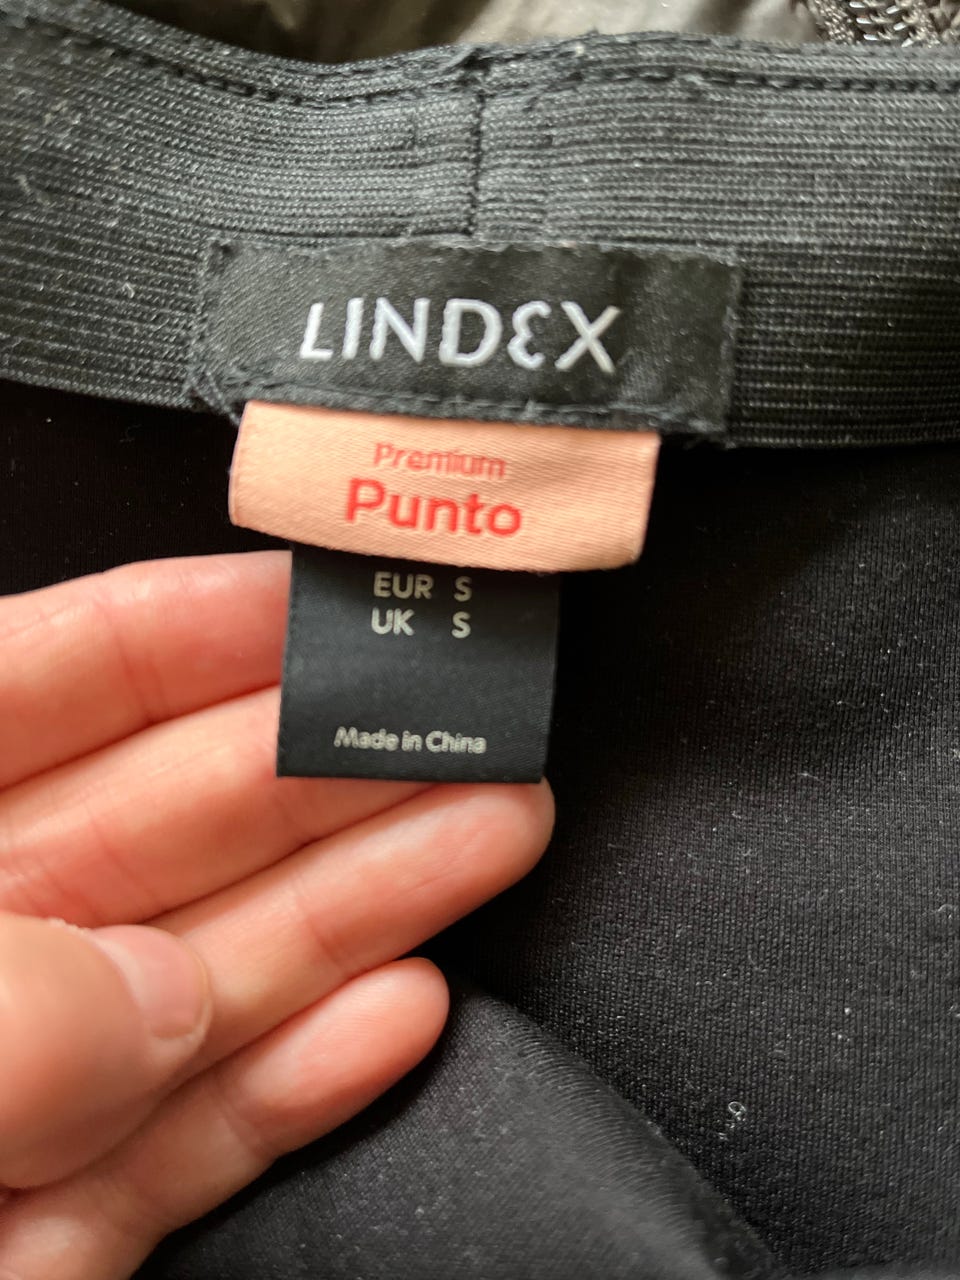 LINDEX
Premium
Punto
EUR S
UK S
Made in China